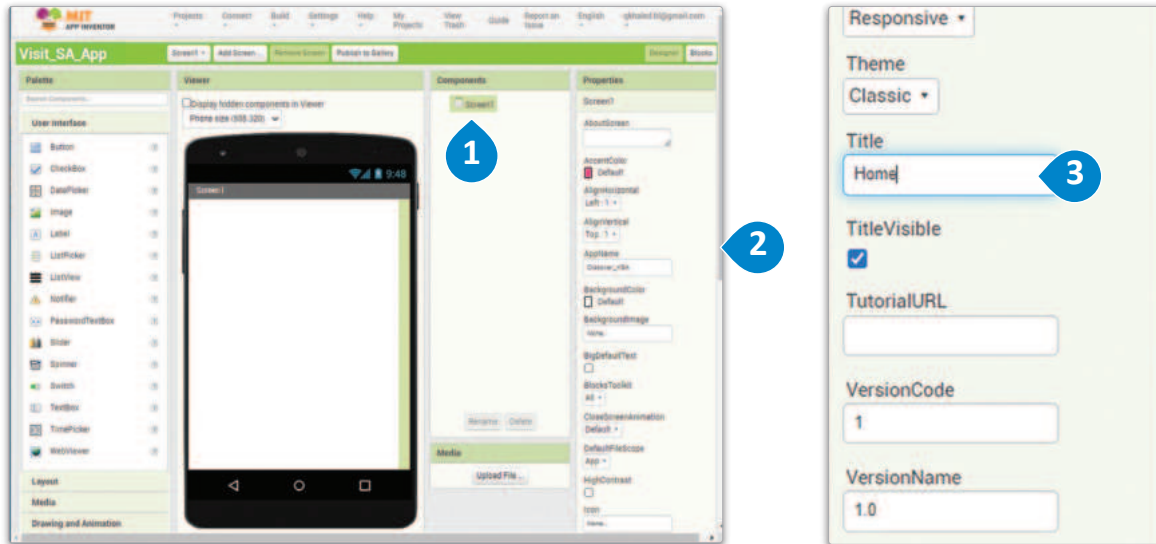 MIT
APP INVENTOR
Projects Connect Build Settings Help My Projects View Trash Guide Report an Issue English
Visit_SA_App
Screen1 Add Screen... Remove Screen Publish to Gallery Designer Blocks
Palette
Search Components...
User Interface
Button
CheckBox
DatePicker
Image
Label
ListPicker
ListView
Notifier
PasswordTextBox
Slider
Spinner
Switch
TextBox
TimePicker
WebViewer
Layout
Media
Drawing and Animation
Viewer
Display hidden components in Viewer
Phone size (505,320)
9:48
Screen1
Components
Screen1
1
Rename Delete
Media
Upload File ...
Properties
Screen1
AboutScreen
AccentColor
Default
AlignHorizontal
Left : 1
AlignVertical
Top : 1
2
AppName
BackgroundColor
Default
BackgroundImage
None...
BigDefaultText
BlocksToolkit
All
CloseScreenAnimation
Default
DefaultFileScope
App
HighContrast
Icon
None...
Responsive
Theme
Classic
Title
Home
3
TitleVisible
TutorialURL
VersionCode
1
VersionName
1.0